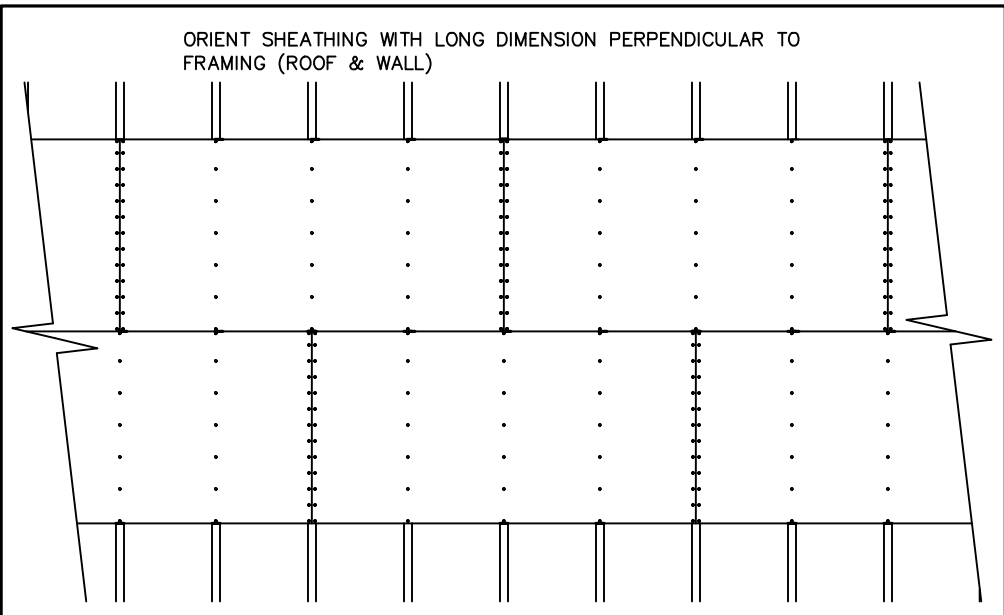 ORIENT SHEATHING WITH LONG DIMENSION PERPENDICULAR TO
FRAMING (ROOF & WALL)